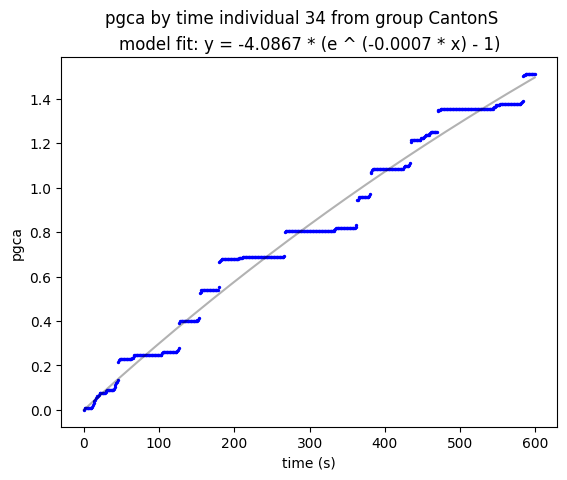 pgca by time individual 34 from group CantonS
model fit: y = -4.0867 * (e ^ (-0.0007 * x) - 1)
1.4
1.2
1.0
0.8
0.6
0.4
0.2
0.0
pgca
0 100 200 300 400 500 600
time (s)